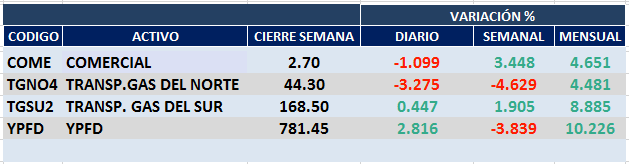 VARIACIÓN %
CODIGO ACTIVO CIERRE SEMANA DIARIO SEMANAL MENSUAL
COME COMERCIAL 2.70 -1.099 3.448 4.651
TGNO4 TRANSP.GAS DEL NORTE 44.30 -3.275 -4.629 4.481
TGSU2 TRANSP. GAS DEL SUR 168.50 0.447 1.905 8.885
YPFD YPFD 781.45 2.816 -3.839 10.226